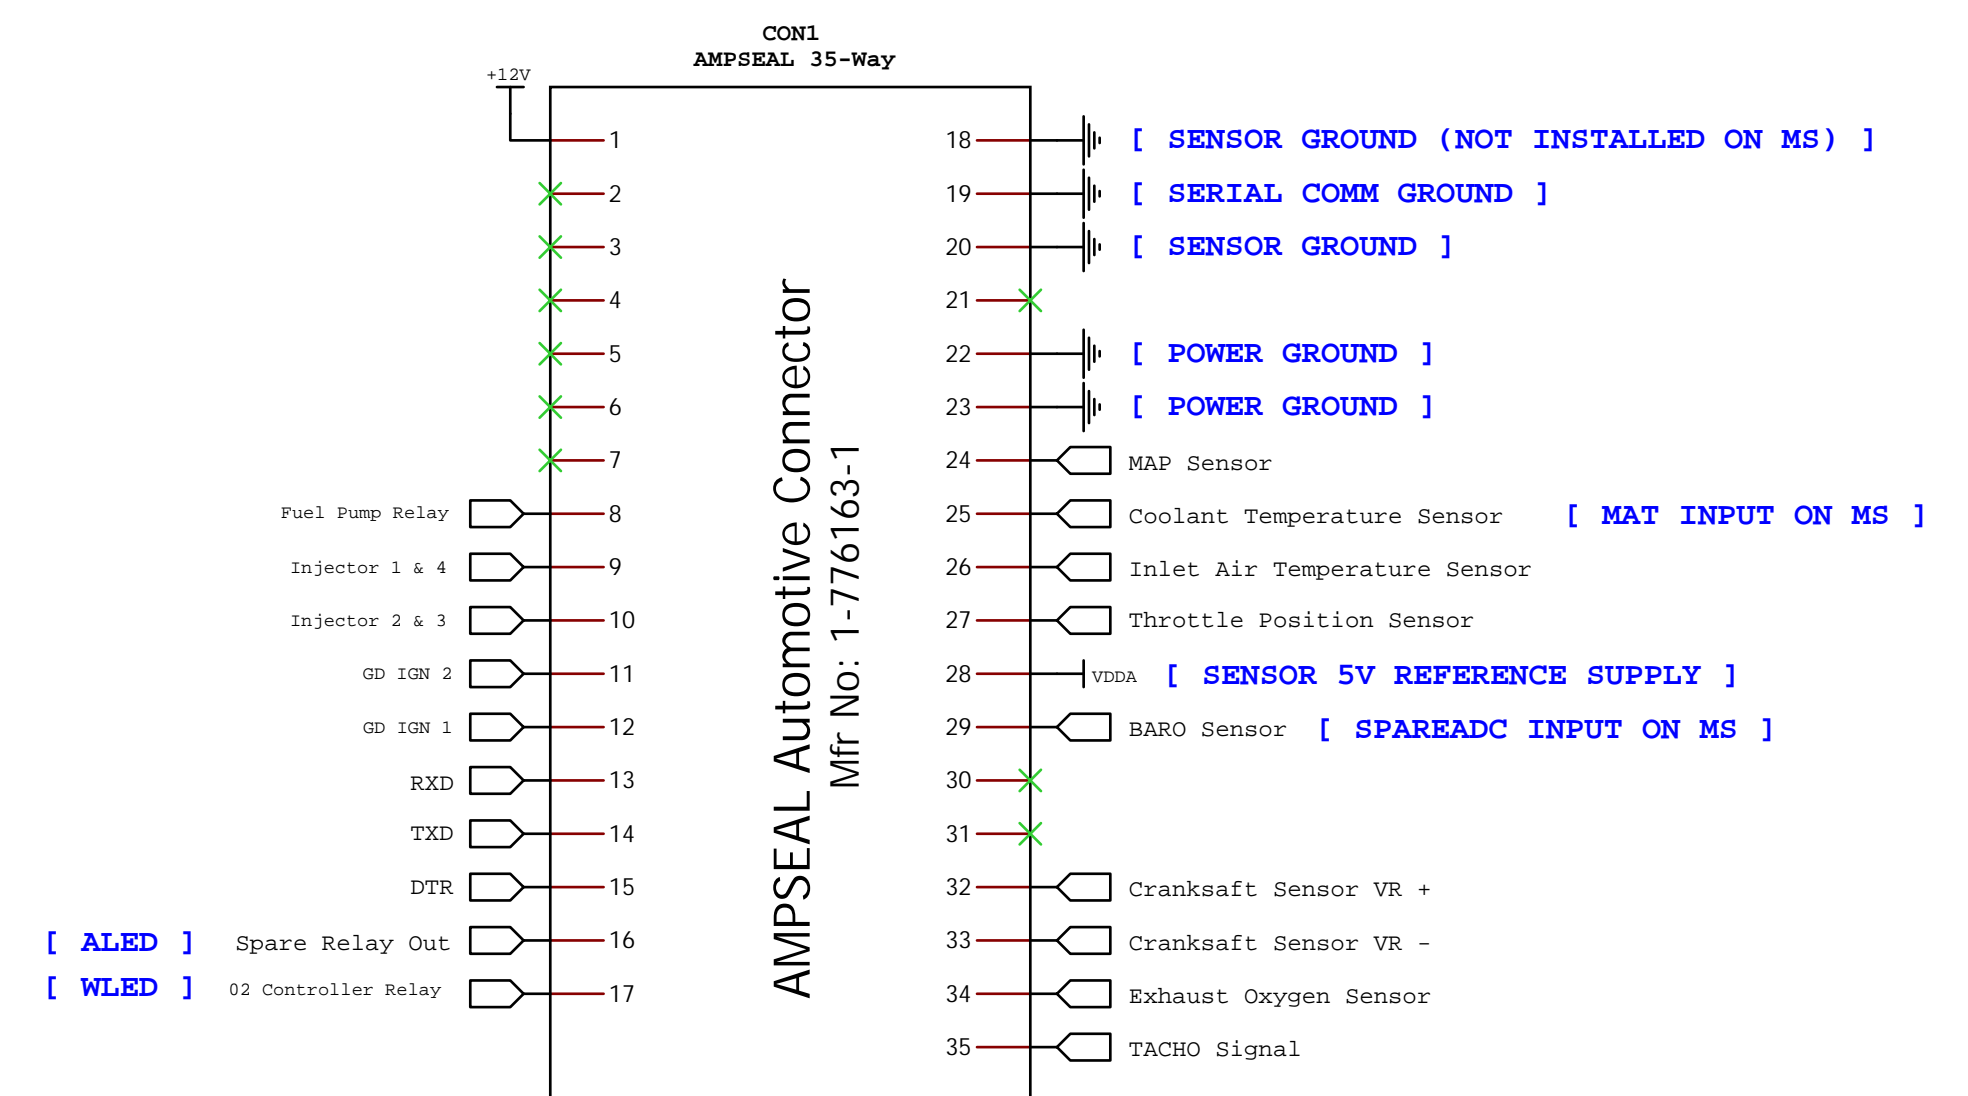 CON1
AMPSEAL 35-Way
+12V
1
18
[ SENSOR GROUND (NOT INSTALLED ON MS) ]
2
19
[ SERIAL COMM GROUND ]
3
20
[ SENSOR GROUND ]
4
21
5
22
[ POWER GROUND ]
6
23
[ POWER GROUND ]
7
24
MAP Sensor
Fuel Pump Relay
8
25
Coolant Temperature Sensor
[ MAT INPUT ON MS ]
Injector 1 & 4
9
26
Inlet Air Temperature Sensor
Injector 2 & 3
10
27
Throttle Position Sensor
GD IGN 2
11
28
VDDA
[ SENSOR 5V REFERENCE SUPPLY ]
GD IGN 1
12
29
BARO Sensor
[ SPAREADC INPUT ON MS ]
RXD
13
30
TXD
14
31
DTR
15
32
Cranksaft Sensor VR +
[ ALED ]
Spare Relay Out
16
33
Cranksaft Sensor VR -
[ WLED ]
02 Controller Relay
17
34
Exhaust Oxygen Sensor
35
TACHO Signal
AMPSEAL Automotive Connector
Mfr No: 1-776163-1